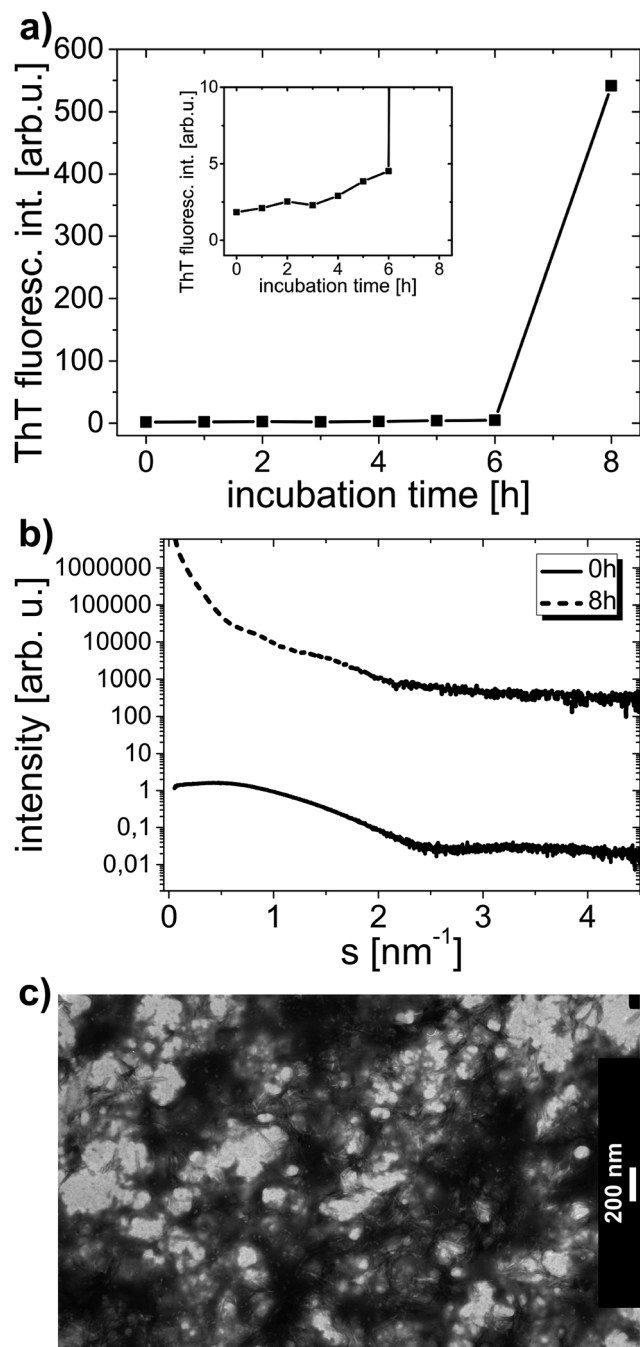 a)
600
500
400
300
200
100
0
ThT fluoresc. int. [arb.u.]
10
5
0
ThT fluoresc. int. [arb.u.]
0 2 4 6 8
incubation time [h]
0 2 4 6 8
incubation time [h]
b)
0h
8h
1000000
100000
10000
1000
100
10
1
0,1
0,01
intensity [arb. u.]
0 1 2 3 4
s [nm⁻¹]
c)
200 nm